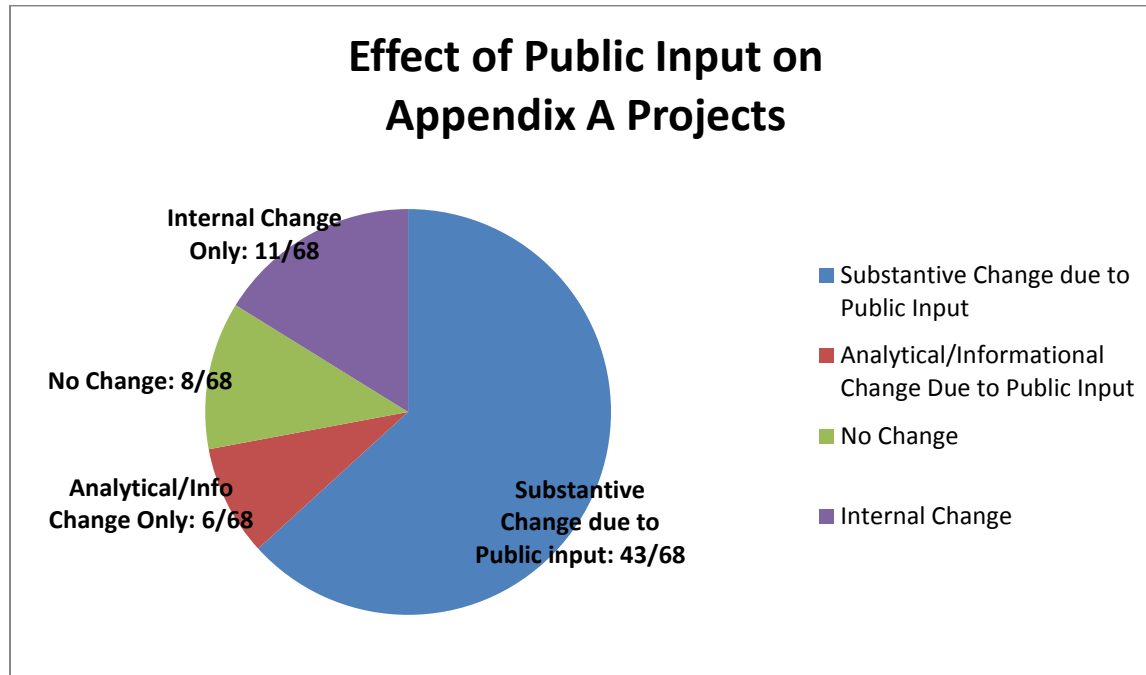 Effect of Public Input on
Appendix A Projects
Internal Change
Only: 11/68
No Change: 8/68
Analytical/Info
Change Only: 6/68
Substantive
Change due to
Public input: 43/68
Substantive Change due to
Public Input
Analytical/Informational
Change Due to Public Input
No Change
Internal Change